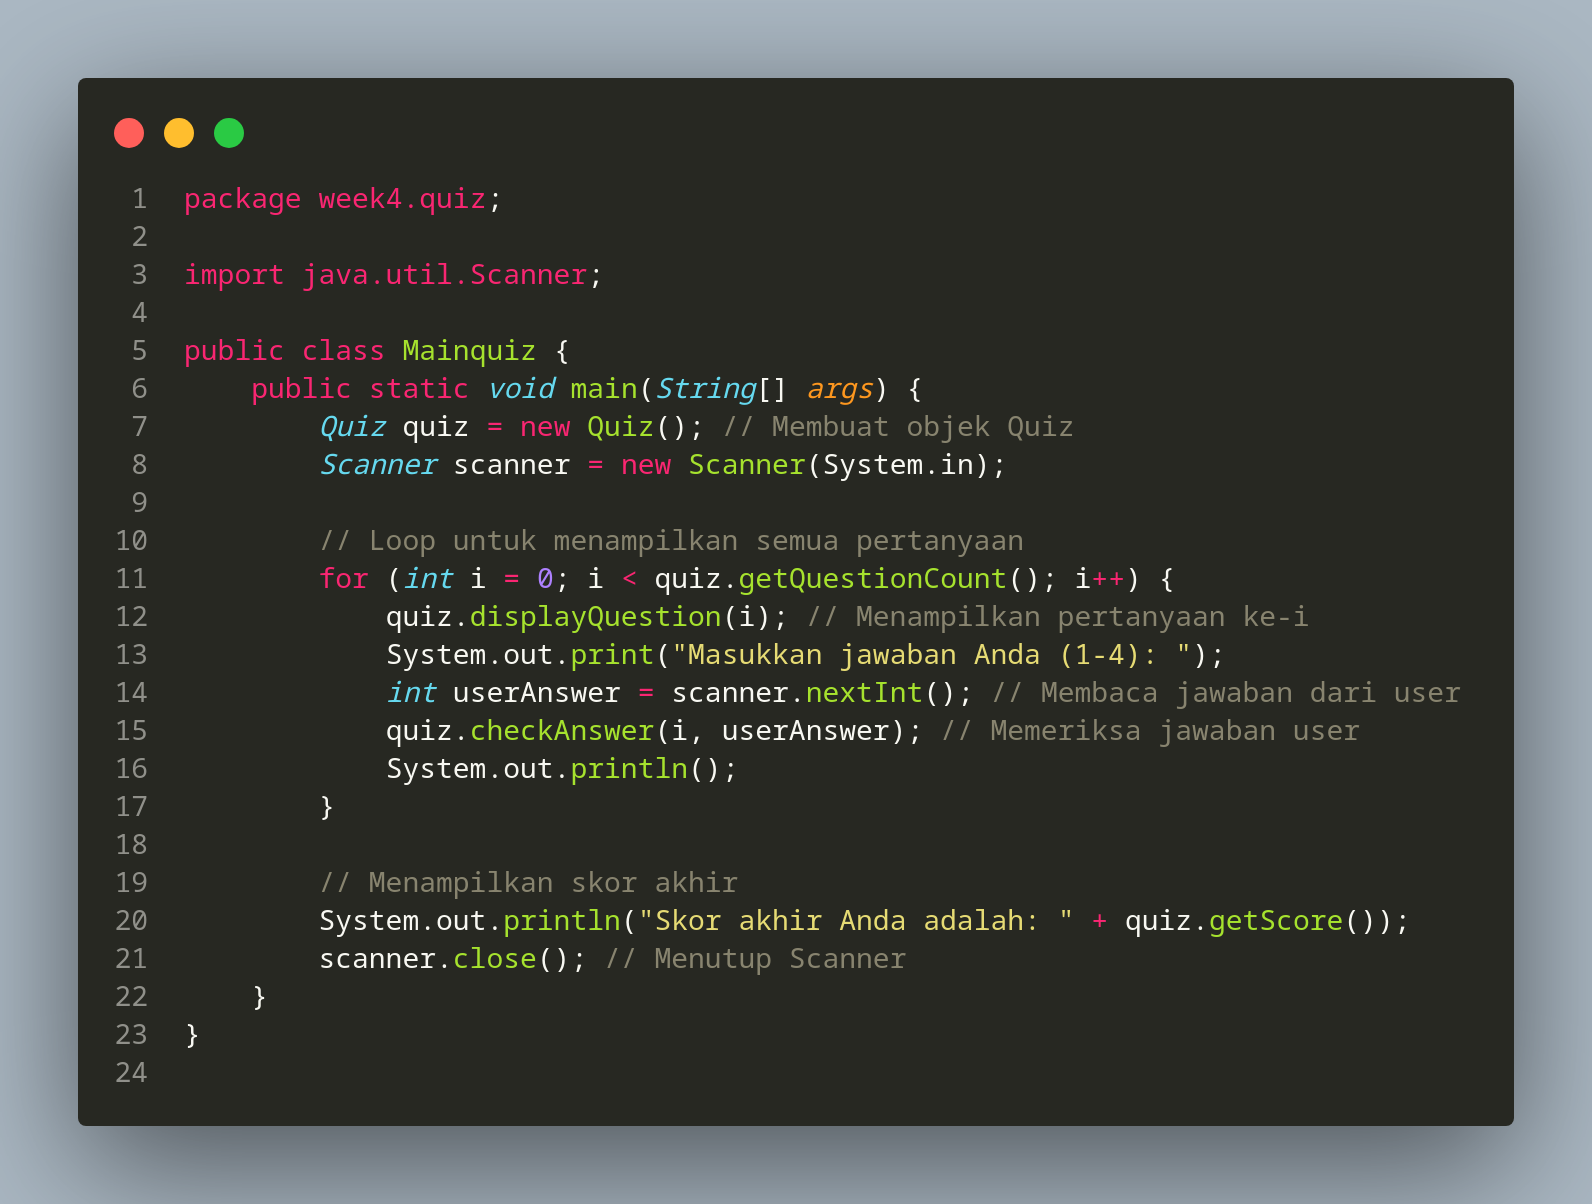 1 package week4.quiz;
2
3 import java.util.Scanner;
4
5 public class Mainquiz {
6     public static void main(String[] args) {
7         Quiz quiz = new Quiz(); // Membuat objek Quiz
8         Scanner scanner = new Scanner(System.in);
9
10         // Loop untuk menampilkan semua pertanyaan
11         for (int i = 0; i < quiz.getQuestionCount(); i++) {
12             quiz.displayQuestion(i); // Menampilkan pertanyaan ke-i
13             System.out.print("Masukkan jawaban Anda (1-4): ");
14             int userAnswer = scanner.nextInt(); // Membaca jawaban dari user
15             quiz.checkAnswer(i, userAnswer); // Memeriksa jawaban user
16             System.out.println();
17         }
18
19         // Menampilkan skor akhir
20         System.out.println("Skor akhir Anda adalah: " + quiz.getScore());
21         scanner.close(); // Menutup Scanner
22     }
23 }
24